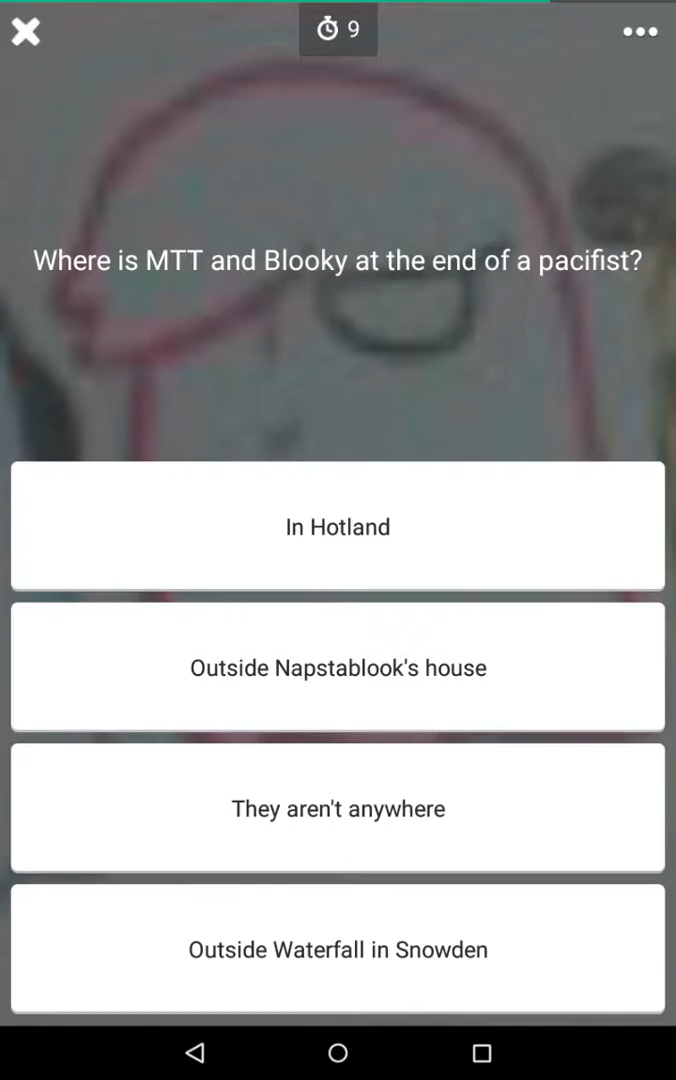 9
Where is MTT and Blooky at the end of a pacifist?
In Hotland
Outside Napstablook's house
They aren't anywhere
Outside Waterfall in Snowden